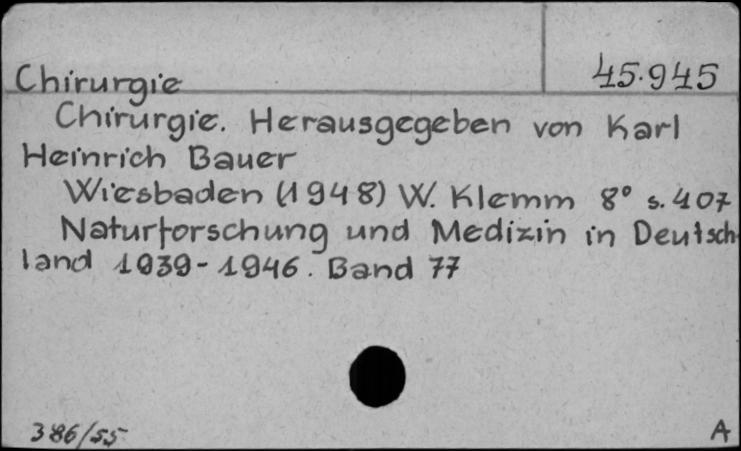 Chirurgie 45.945
Chirurgie. Herausgegeben von Karl
Heinrich Bauer
Wiesbaden (1948) W. Klemm 8° s. 407
Naturforschung und Medizin in Deutsch-
land 1939-1946. Band 77
386/55 A